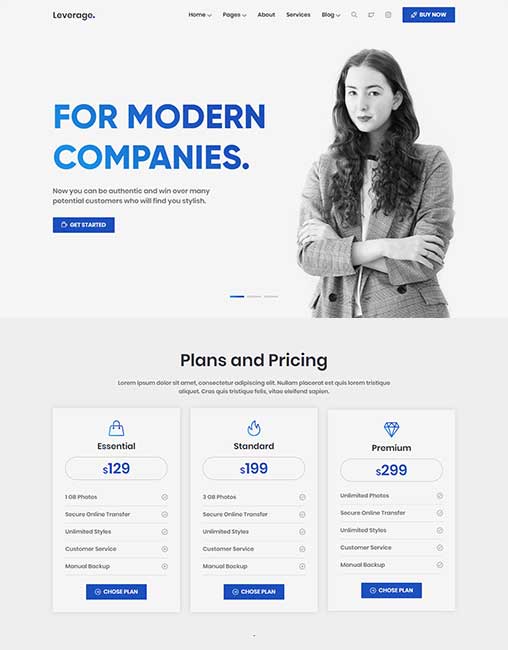 Leverage.
Home Pages About Services Blog BUY NOW
FOR MODERN
COMPANIES.
Now you can be authentic and win over many
potential customers who will find you stylish.
GET STARTED
Plans and Pricing
Lorem ipsum dolor sit amet, consectetur adipiscing elit. Nullam placerat est quis lorem tristique
aliquet. Cras quis tristique felis, vitae eleifend sapien.
Essential
$129
1 GB Photos
Secure Online Transfer
Unlimited Styles
Customer Service
Manual Backup
CHOSE PLAN
Standard
$199
3 GB Photos
Secure Online Transfer
Unlimited Styles
Customer Service
Manual Backup
CHOSE PLAN
Premium
$299
Unlimited Photos
Secure Online Transfer
Unlimited Styles
Customer Service
Manual Backup
CHOSE PLAN